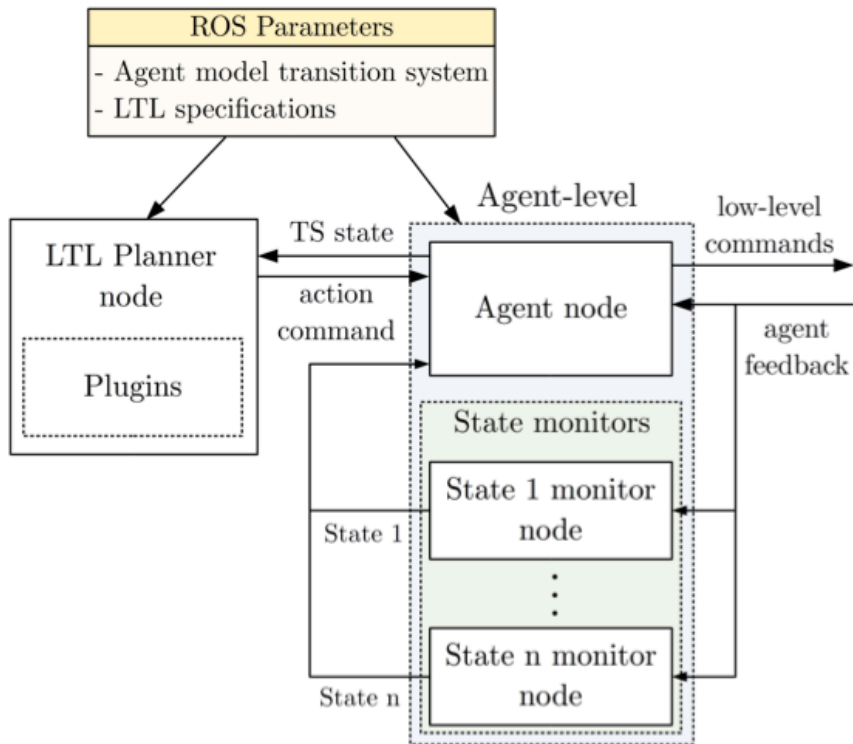 ROS Parameters
- Agent model transition system
- LTL specifications
Agent-level
low-level
commands
TS state
LTL Planner
node
action
command
Agent node
agent
feedback
Plugins
State monitors
State 1 monitor
node
State 1
State n monitor
node
State n